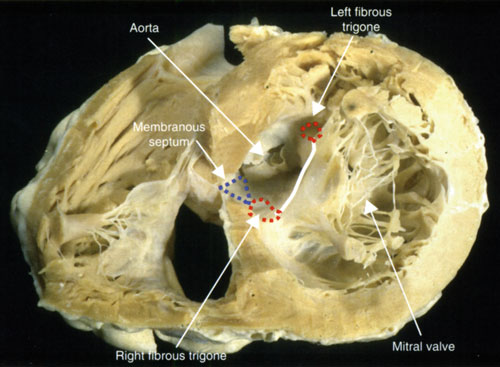 Left fibrous
trigone
Aorta
Membranous
septum
Right fibrous trigone
Mitral valve